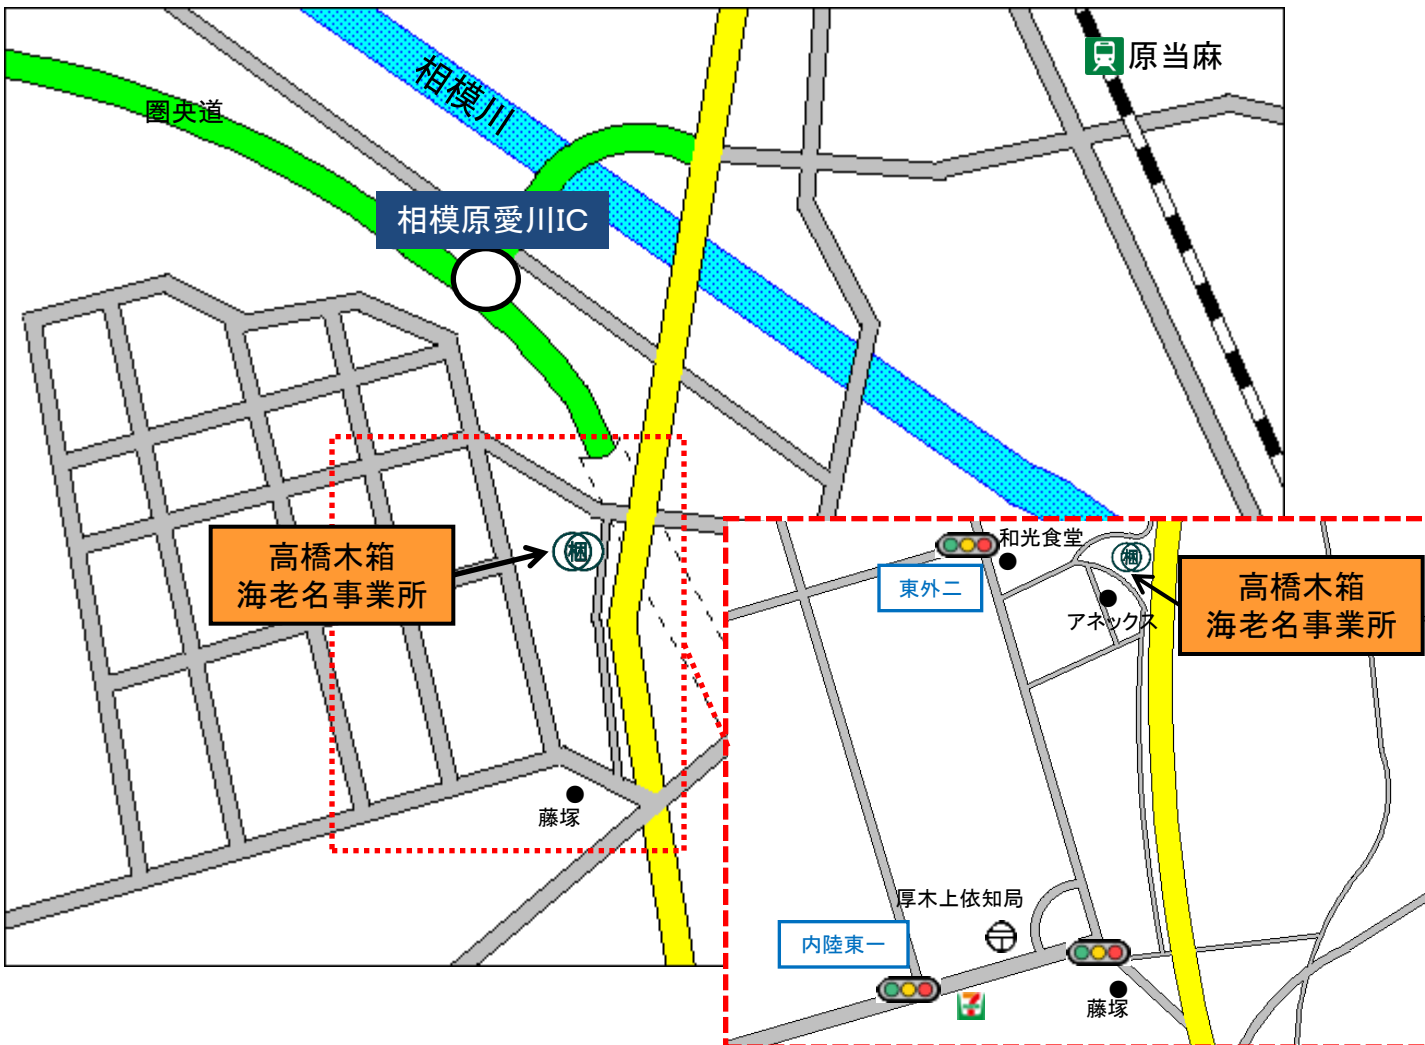 原当麻
相模川
圏央道
相模原愛川IC
高橋木箱
海老名事業所
梱
藤塚
和光食堂
東外二
梱
アネックス
高橋木箱
海老名事業所
厚木上依知局
内陸東一
7
藤塚